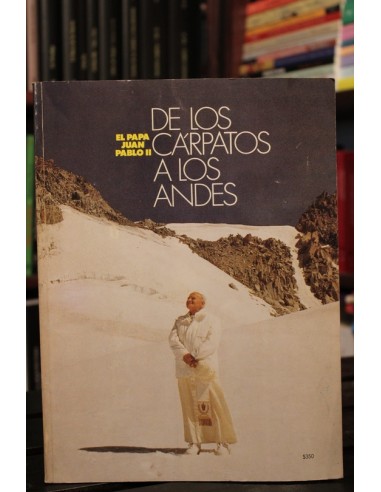 EL PAPA
JUAN
PABLO II
DE LOS
CÁRPATOS
A LOS
ANDES
$350